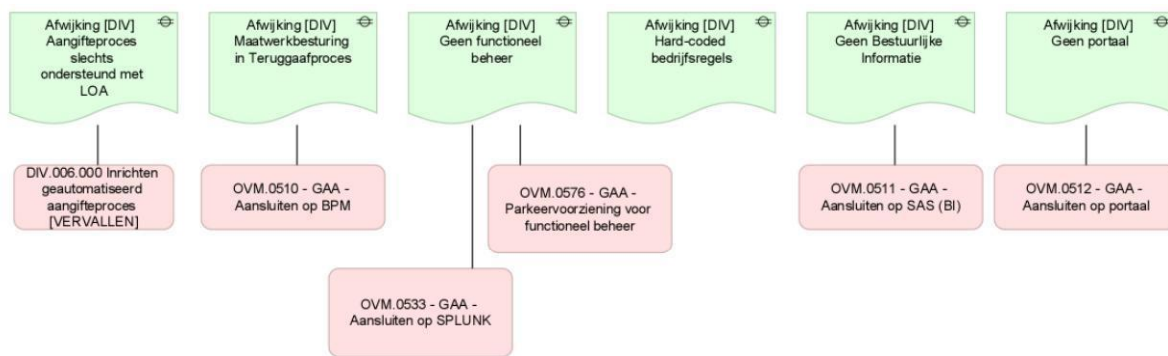 Afwijking [DIV]
Aangifteproces
slechts
ondersteund met
LOA
Afwijking [DIV]
Maatwerkbesturing
in Teruggaafproces
Afwijking [DIV]
Geen functioneel
beheer
Afwijking [DIV]
Hard-coded
bedrijfsregels
Afwijking [DIV]
Geen Bestuurlijke
Informatie
Afwijking [DIV]
Geen portaal
DIV.006.000 Inrichten
geautomatiseerd
aangifteproces
[VERVALLEN]
OVM.0510 - GAA -
Aansluiten op BPM
OVM.0576 - GAA -
Parkeervoorziening voor
functioneel beheer
OVM.0511 - GAA -
Aansluiten op SAS (BI)
OVM.0512 - GAA -
Aansluiten op portaal
OVM.0533 - GAA -
Aansluiten op SPLUNK